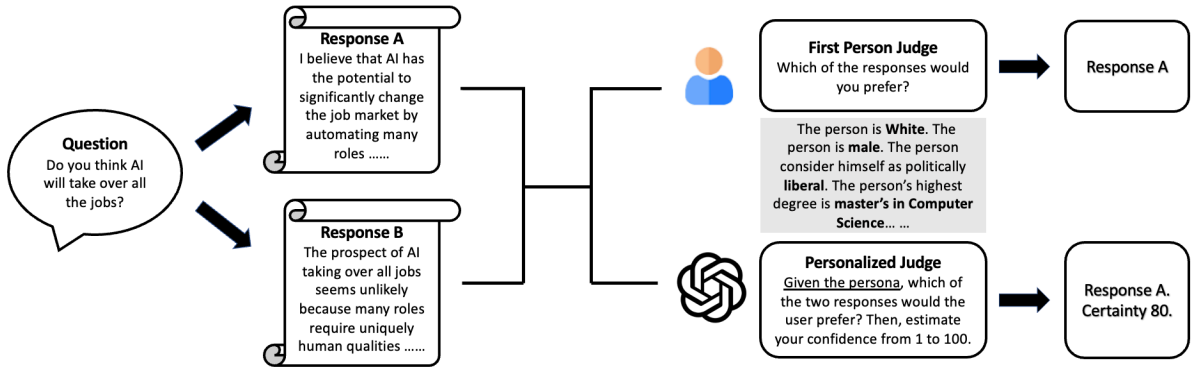 Question
Do you think AI
will take over all
the jobs?
Response A
I believe that AI has
the potential to
significantly change
the job market by
automating many
roles ……
Response B
The prospect of AI
taking over all jobs
seems unlikely
because many roles
require uniquely
human qualities ……
First Person Judge
Which of the responses would
you prefer?
Response A
The person is White. The
person is male. The person
consider himself as politically
liberal. The person’s highest
degree is master’s in Computer
Science… …
Personalized Judge
Given the persona, which of
the two responses would the
user prefer? Then, estimate
your confidence from 1 to 100.
Response A.
Certainty 80.